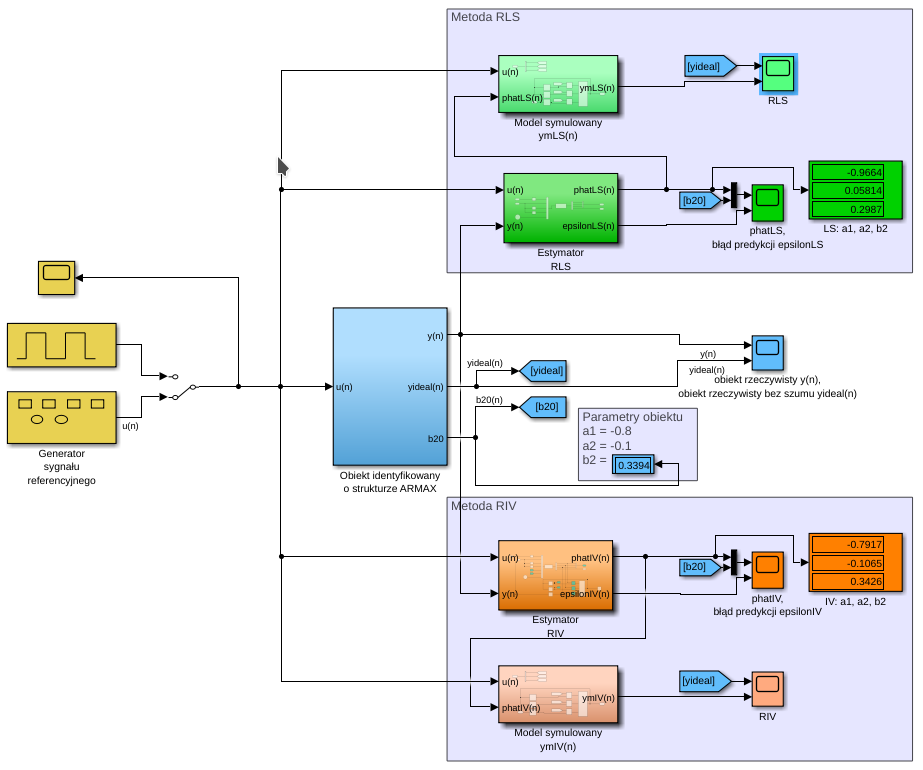 Metoda RLS
u(n)
phatLS(n)
ymLS(n)
Model symulowany
ymLS(n)
[yideal]
RLS
u(n)
y(n)
phatLS(n)
epsilonLS(n)
Estymator
RLS
[b20]
phatLS,
błąd predykcji epsilonLS
-0.9664
0.05814
0.2987
LS: a1, a2, b2
u(n)
Generator
sygnału
referencyjnego
u(n)
y(n)
yideal(n)
b20
Obiekt identyfikowany
o strukturze ARMAX
yideal(n)
[yideal]
b20(n)
[b20]
y(n)
yideal(n)
obiekt rzeczywisty y(n),
obiekt rzeczywisty bez szumu yideal(n)
Parametry obiektu
a1 = -0.8
a2 = -0.1
b2 = 0.3394
Metoda RIV
u(n)
y(n)
phatIV(n)
epsilonIV(n)
Estymator
RIV
[b20]
phatIV,
błąd predykcji epsilonIV
-0.7917
-0.1065
0.3426
IV: a1, a2, b2
u(n)
phatIV(n)
ymIV(n)
Model symulowany
ymIV(n)
[yideal]
RIV